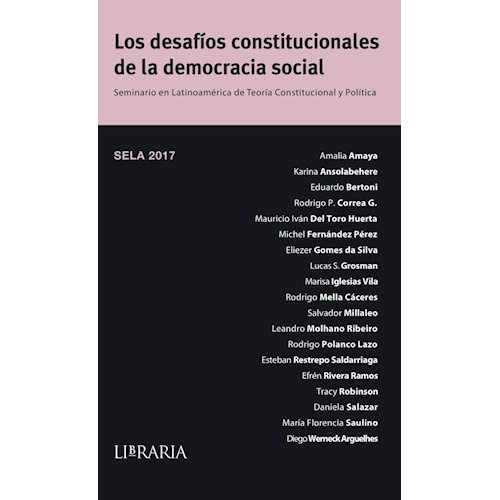 Los desafíos constitucionales
de la democracia social
Seminario en Latinoamérica de Teoría Constitucional y Política
SELA 2017
Amalia Amaya
Karina Ansolabehere
Eduardo Bertoni
Rodrigo P. Correa G.
Mauricio Iván Del Toro Huerta
Michel Fernández Pérez
Eliezer Gomes da Silva
Lucas S. Grosman
Marisa Iglesias Vila
Rodrigo Mella Cáceres
Salvador Millaleo
Leandro Molhano Ribeiro
Rodrigo Polanco Lazo
Esteban Restrepo Saldarriaga
Efrén Rivera Ramos
Tracy Robinson
Daniela Salazar
María Florencia Saulino
Diego Werneck Arguelhes
LIBRARIA